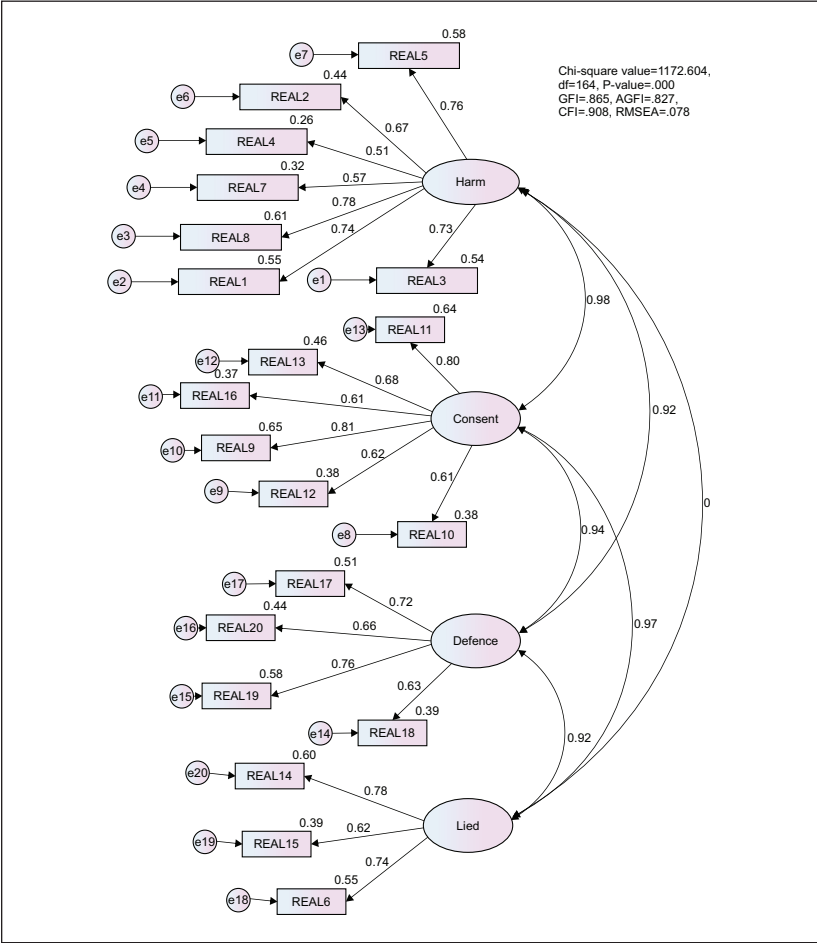 0.58
e7
REAL5
Chi-square value=1172.604,
df=164, P-value=.000
GFI=.865, AGFI=.827,
CFI=.908, RMSEA=.078
0.44
e6
REAL2
0.76
0.26
0.67
e5
REAL4
0.51
0.32
e4
REAL7
0.57
Harm
0.78
0.61
e3
REAL8
0.74
0.73
0.55
0.54
e2
REAL1
e1
REAL3
0.98
0.64
e13
REAL11
0.46
e12
REAL13
0.80
0.37
0.68
e11
REAL16
0.61
0.92
Consent
0.65
0.81
e10
REAL9
0.62
0.38
0.61
e9
REAL12
0
0.38
e8
REAL10
0.94
0.51
e17
REAL17
0.72
0.44
e16
REAL20
0.66
0.97
Defence
0.58
0.76
e15
REAL19
0.63
0.39
e14
REAL18
0.92
0.60
e20
REAL14
0.78
0.39
0.62
Lied
e19
REAL15
0.74
0.55
e18
REAL6